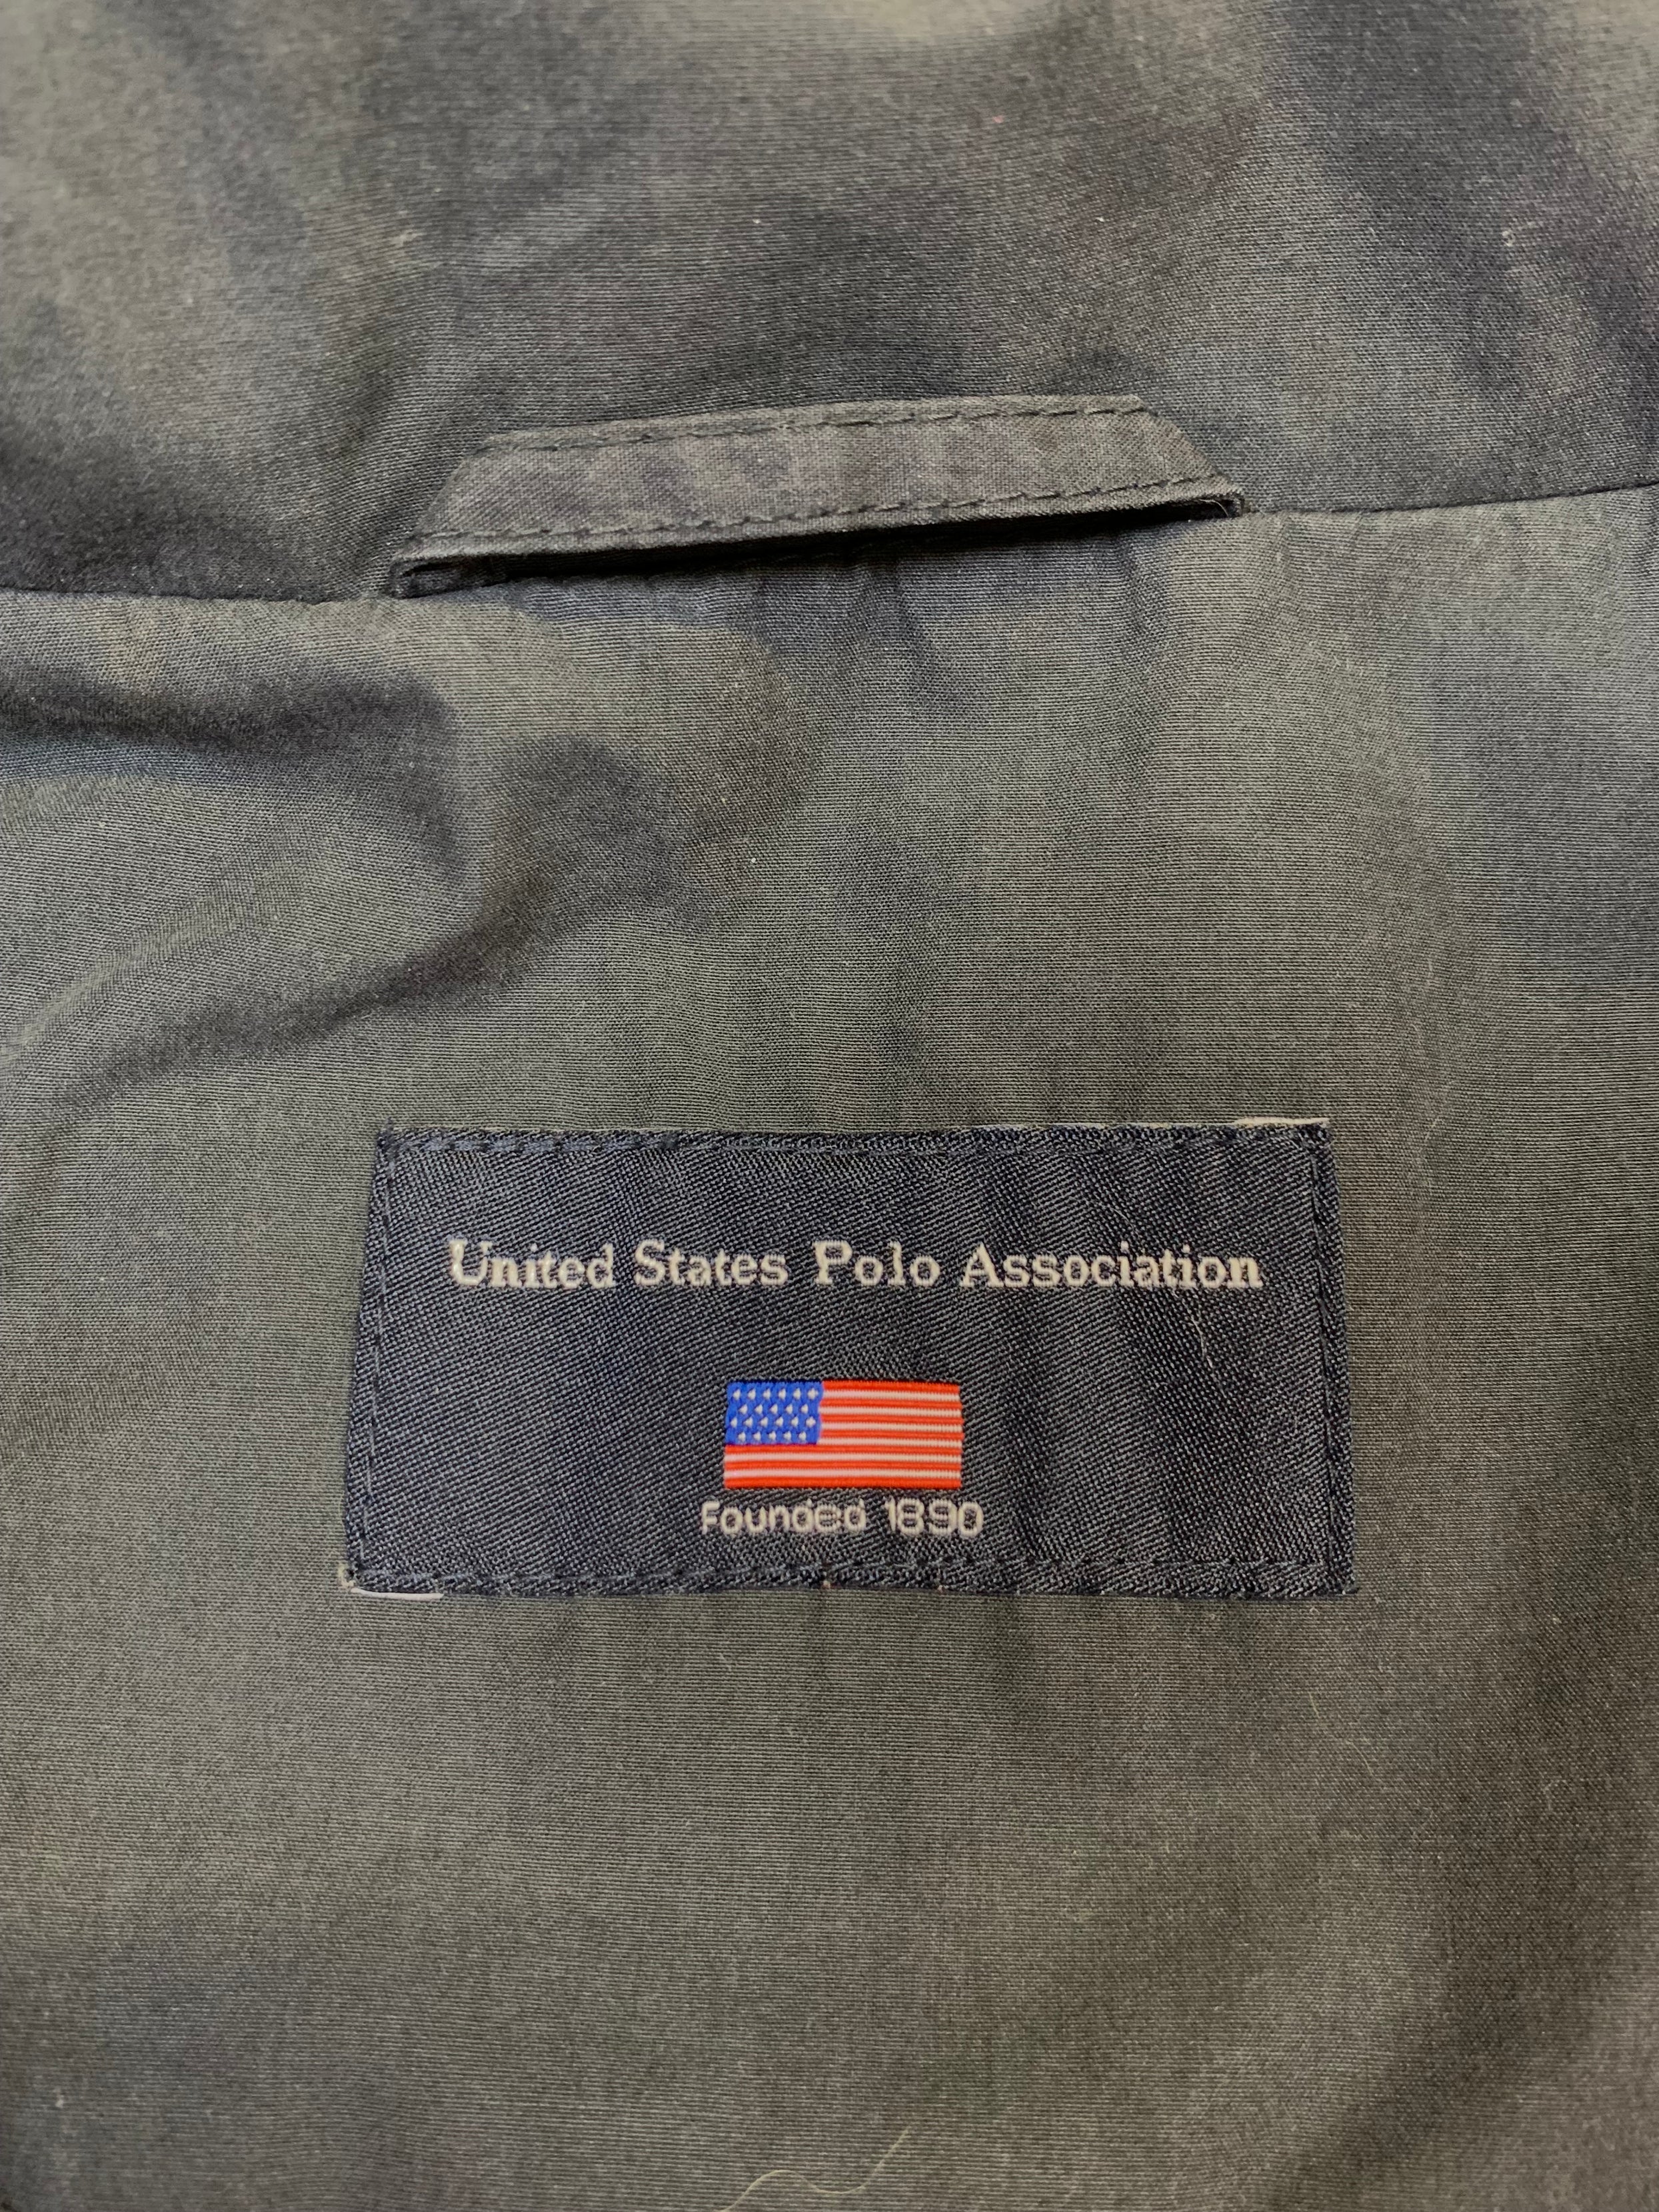 United States Polo Association
Founded 1890